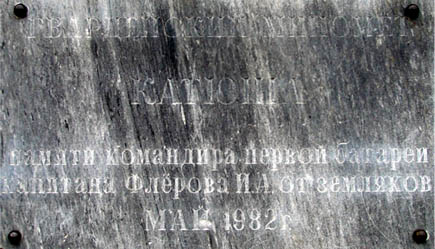 ГВАРДЕЙСКИЙ МИНОМЕТ
КАТЮША
памяти командира первой батареи
капитана Флёрова И.А. от земляков
МАЙ 1982г.